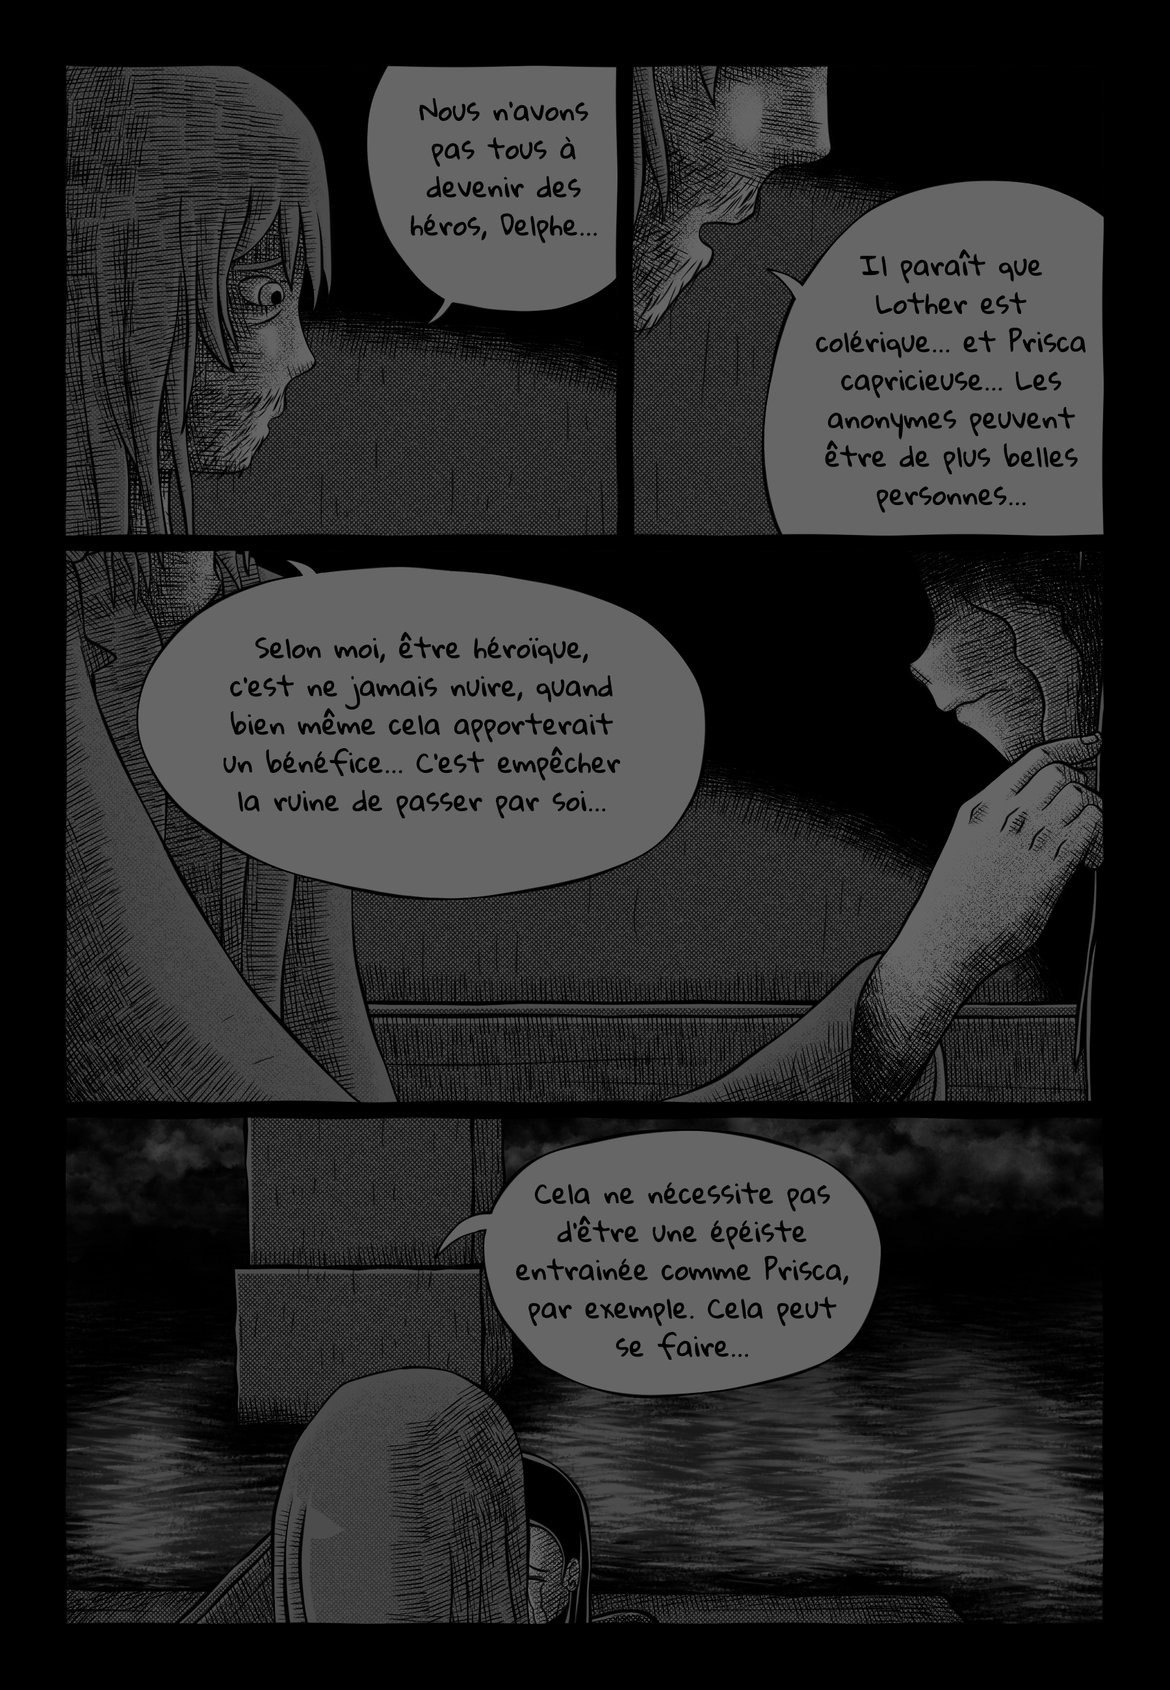 Nous n'avons
pas tous à
devenir des
héros, Delphe...
Il paraît que
Lother est
colérique... et Prisca
capricieuse... Les
anonymes peuvent
être de plus belles
personnes...
Selon moi, être héroïque,
c'est ne jamais nuire, quand
bien même cela apporterait
un bénéfice... C'est empêcher
la ruine de passer par soi...
Cela ne nécessite pas
d'être une épéiste
entrainée comme Prisca,
par exemple. Cela peut
se faire...